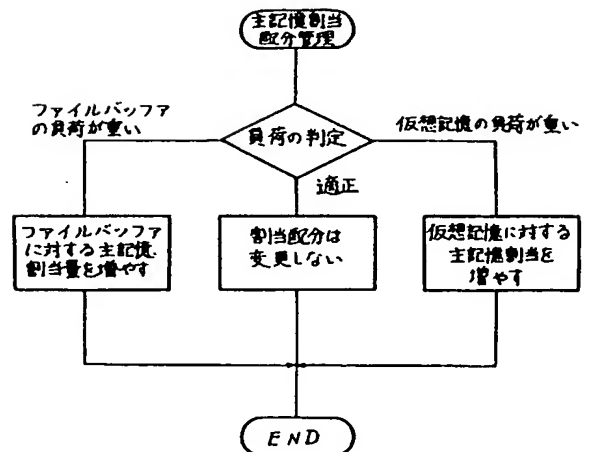 主記憶割当
配分管理
ファイルバッファ
の負荷が重い
負荷の判定
仮想記憶の負荷が重い
適正
ファイルバッファ
に対する主記憶
割当量を増やす
割当配分は
変更しない
仮想記憶に対する
主記憶割当を
増やす
END